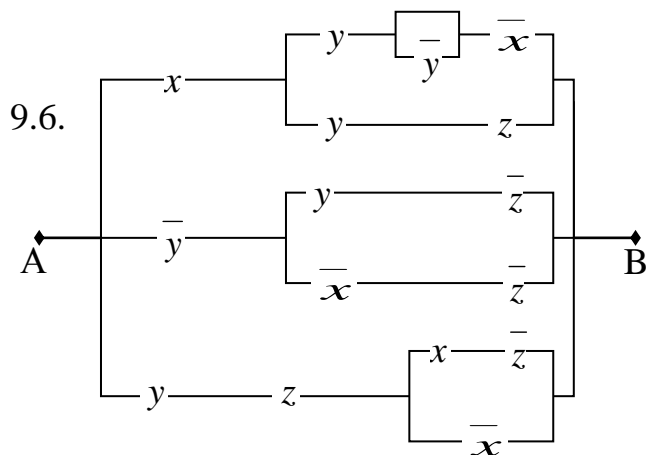 y x̅
y̅
x
9.6.
y z
y z̅
A y̅ B
x̅ z̅
x z̅
y z
x̅